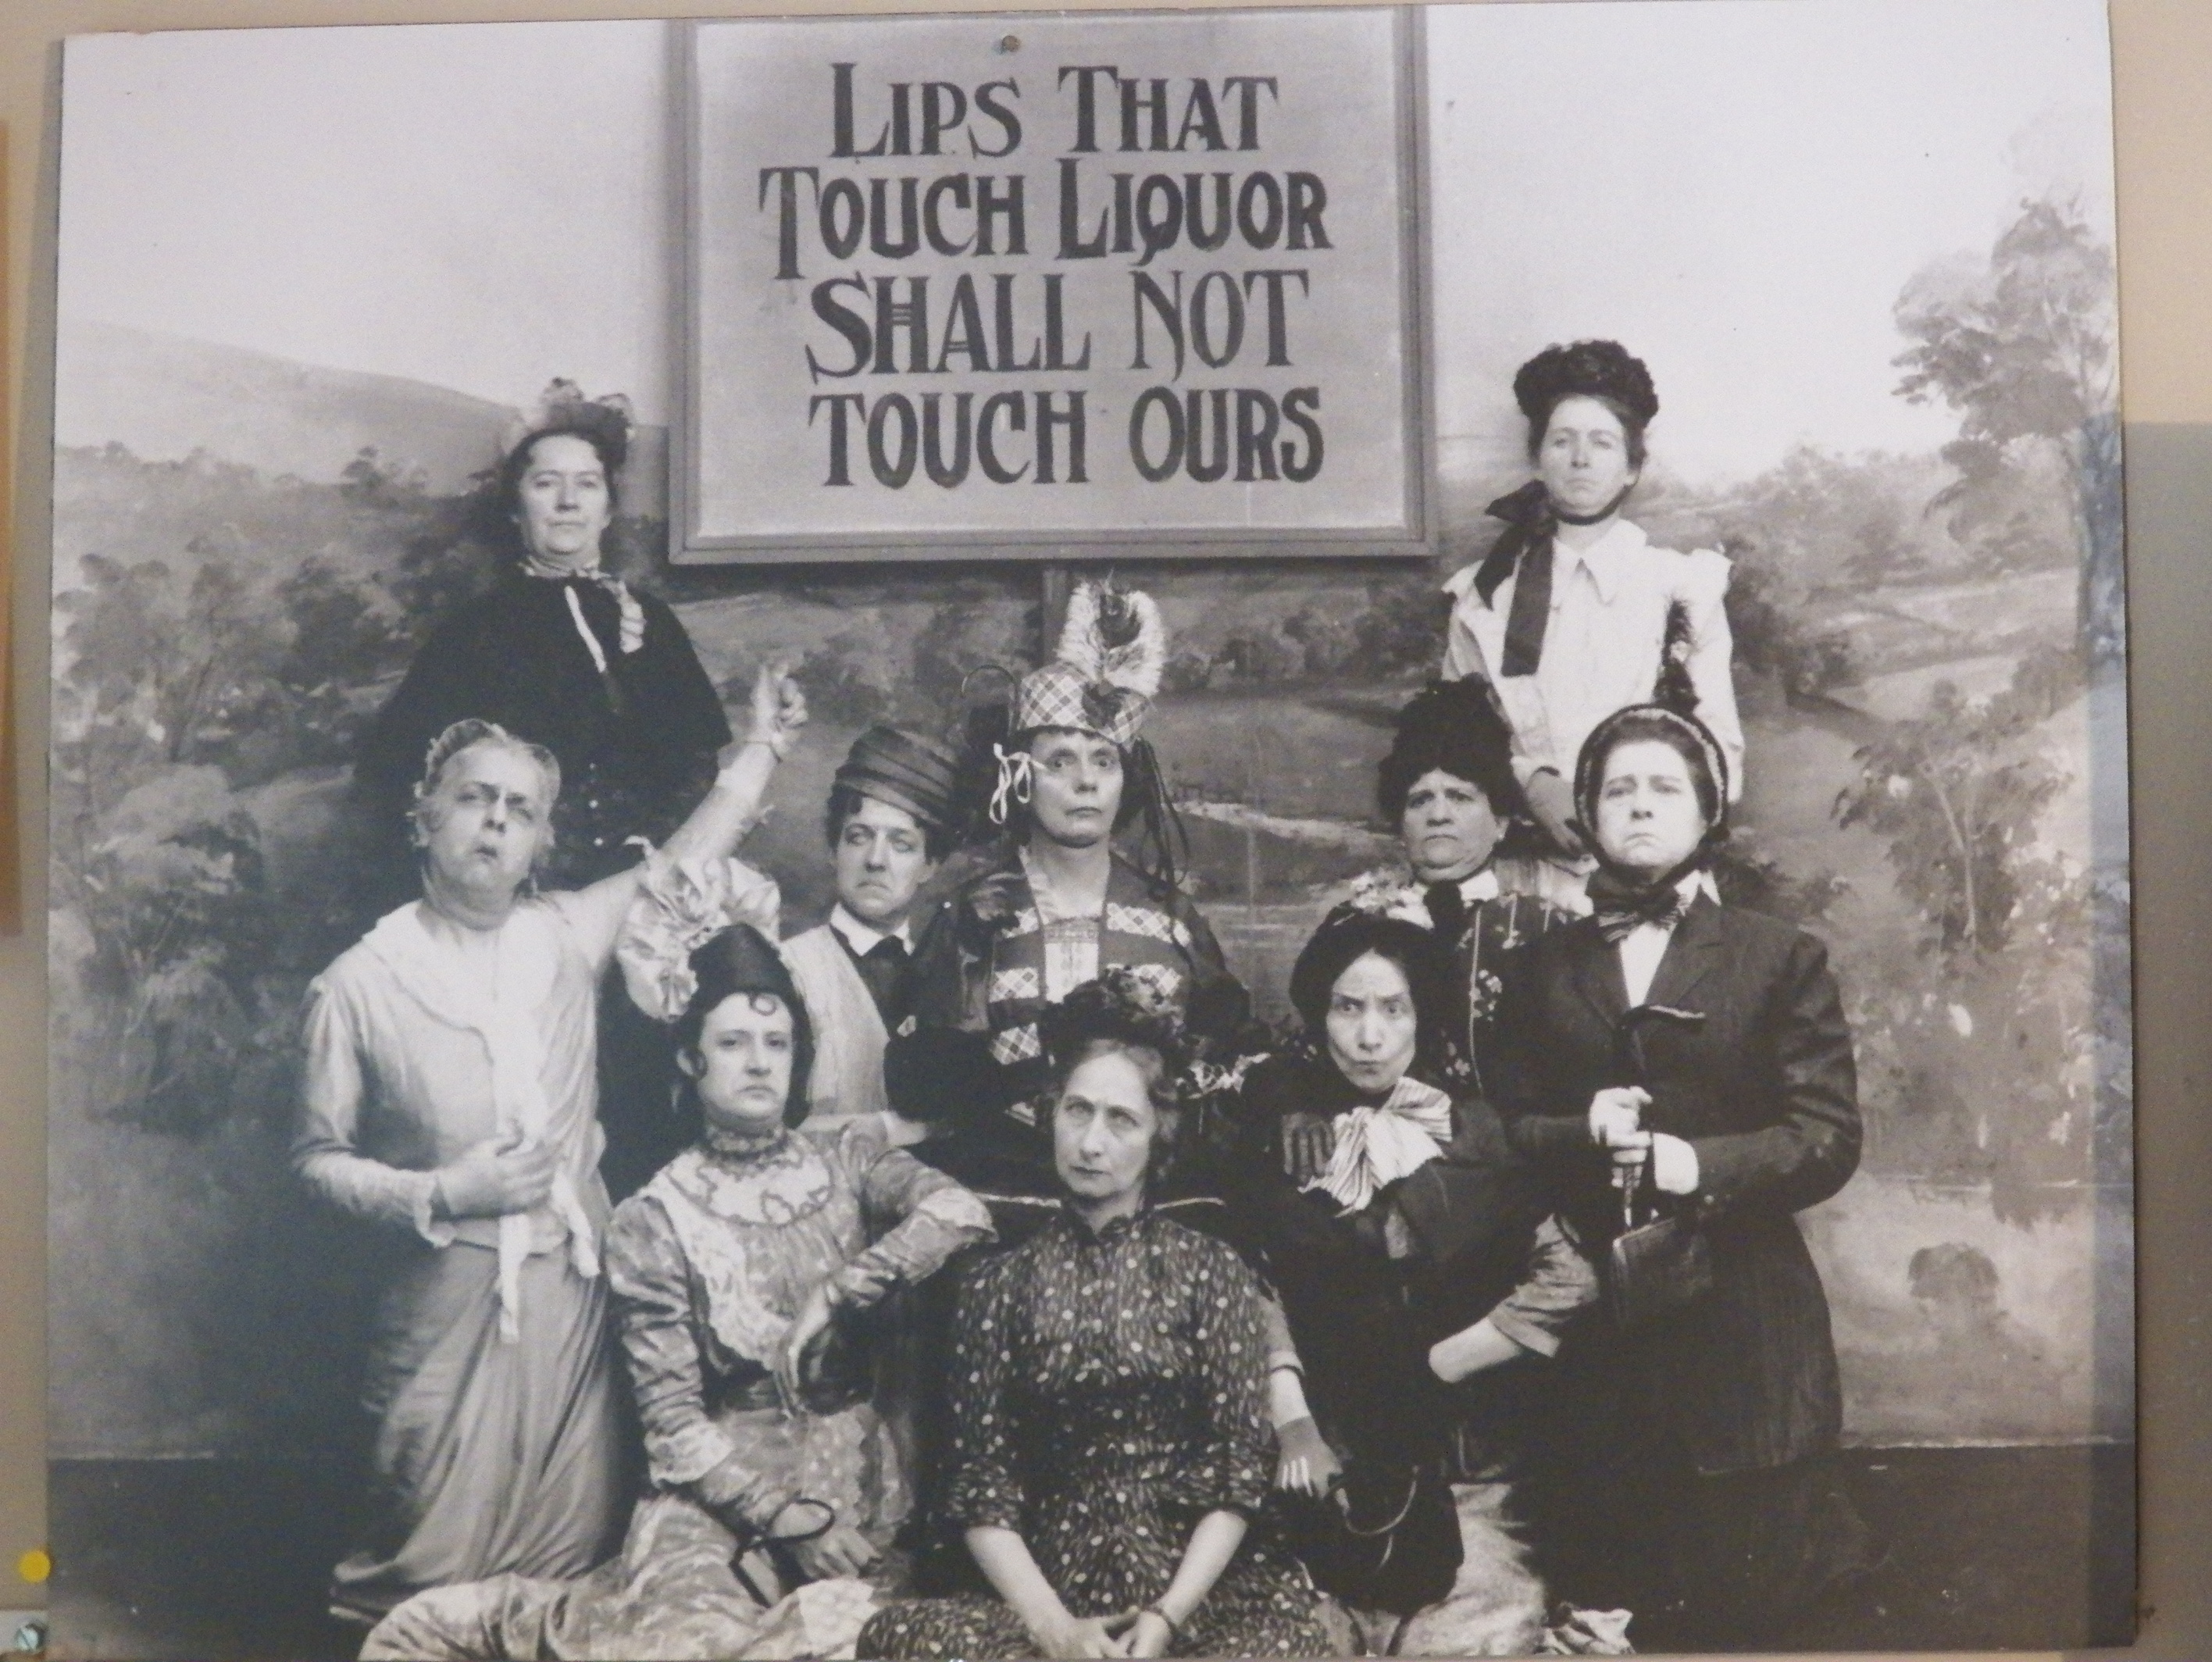 LIPS THAT
TOUCH LIQUOR
SHALL NOT
TOUCH OURS